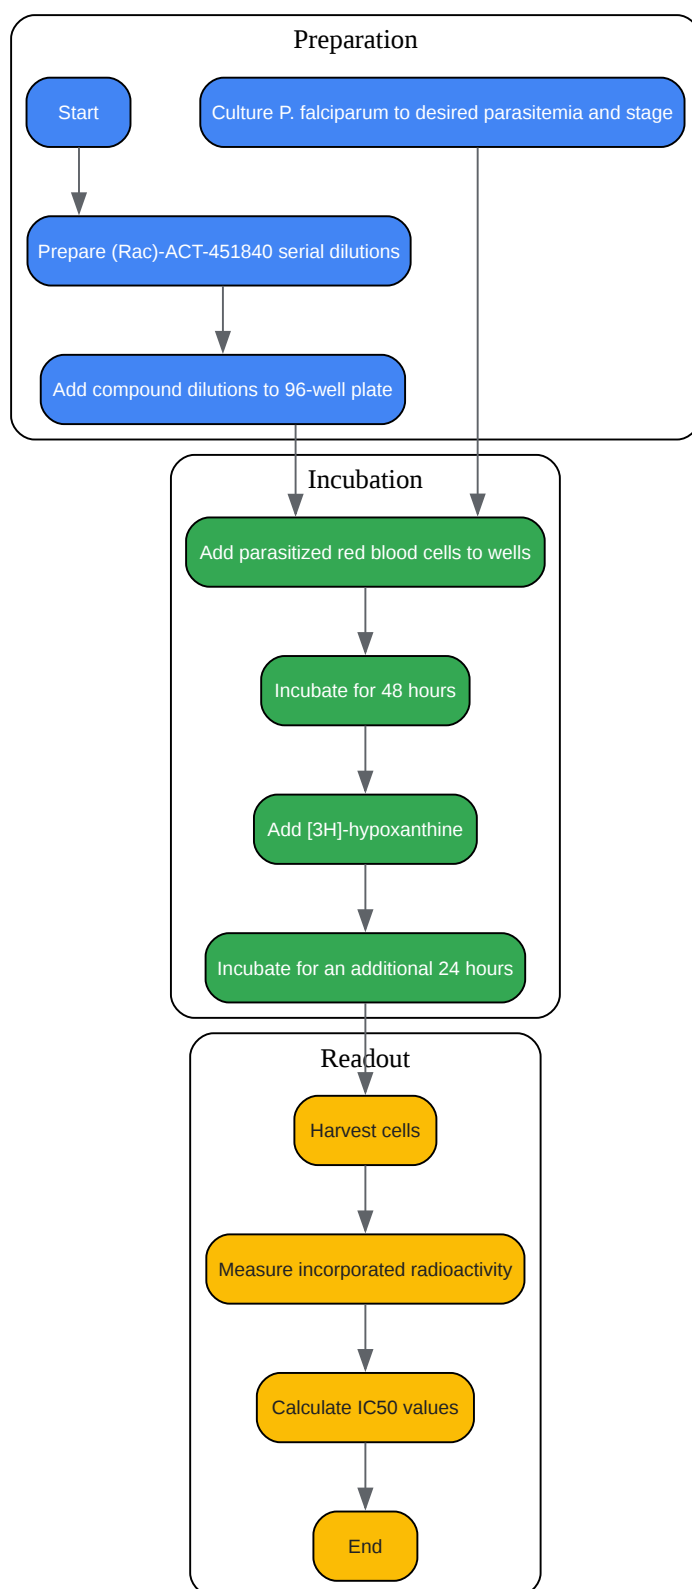 Preparation
Start
Culture P. falciparum to desired parasitemia and stage
Prepare (Rac)-ACT-451840 serial dilutions
Add compound dilutions to 96-well plate
Incubation
Add parasitized red blood cells to wells
Incubate for 48 hours
Add [3H]-hypoxanthine
Incubate for an additional 24 hours
Readout
Harvest cells
Measure incorporated radioactivity
Calculate IC50 values
End